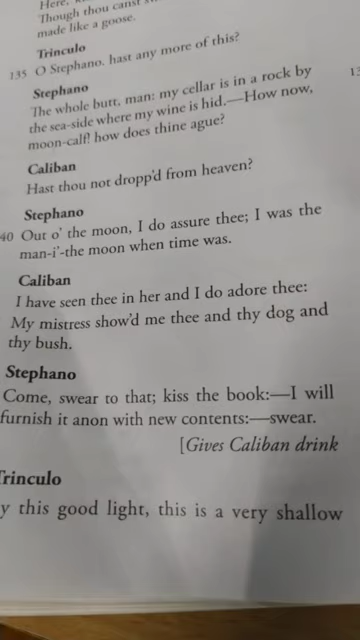 Here,
Though thou canst
made like a goose.
Trinculo
135 O Stephano, hast any more of this?
Stephano
The whole butt, man: my cellar is in a rock by
the sea-side where my wine is hid.—How now,
moon-calf! how does thine ague?
Caliban
Hast thou not dropp'd from heaven?
Stephano
40 Out o' the moon, I do assure thee; I was the
man-i'-the moon when time was.
Caliban
I have seen thee in her and I do adore thee:
My mistress show'd me thee and thy dog and
thy bush.
Stephano
Come, swear to that; kiss the book:—I will
furnish it anon with new contents:—swear.
[Gives Caliban drink
Trinculo
y this good light, this is a very shallow